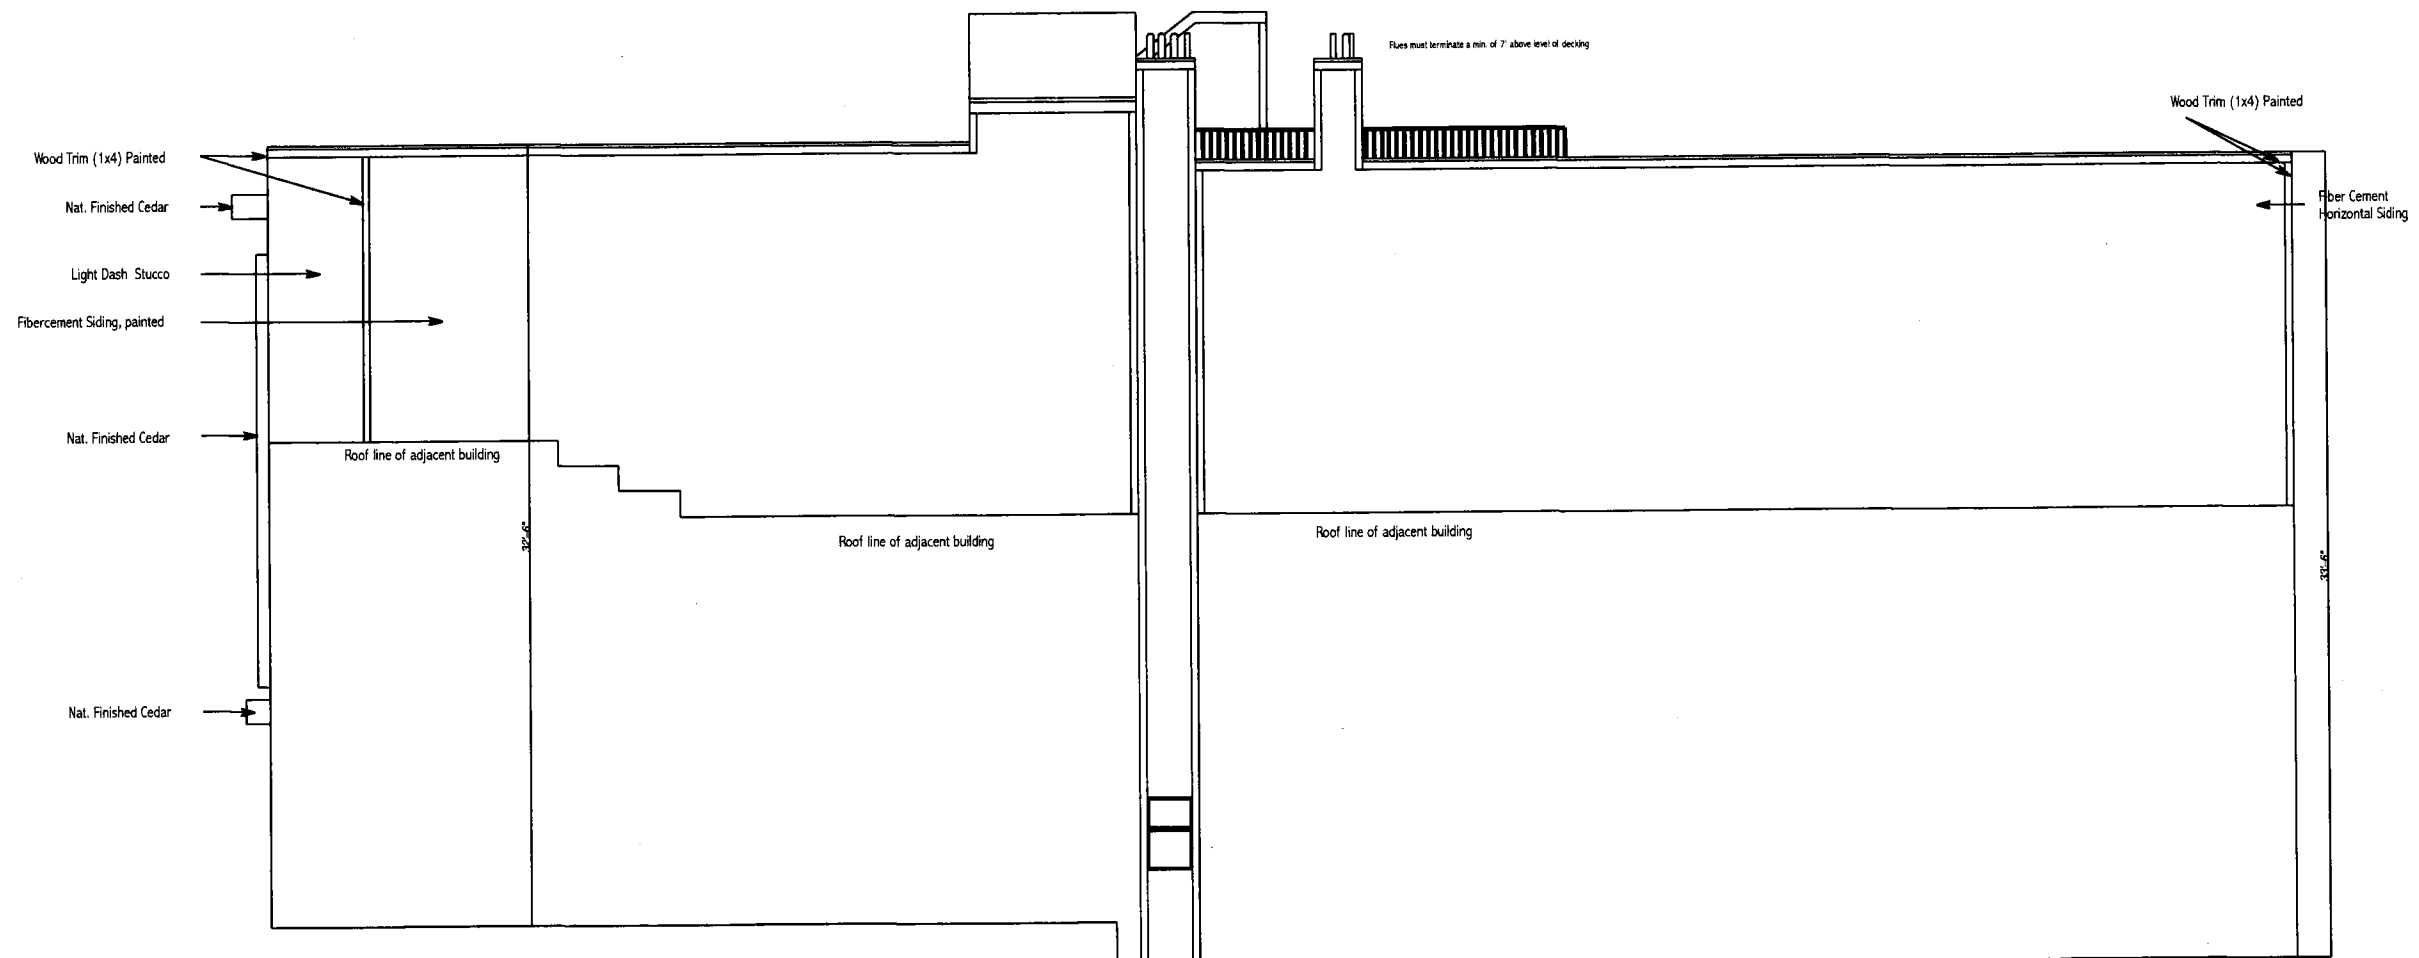 Flues must terminate a min. of 7' above level of decking
Wood Trim (1x4) Painted
Wood Trim (1x4) Painted
Nat. Finished Cedar
Fiber Cement
Horizontal Siding
Light Dash Stucco
Fibercement Siding, painted
Nat. Finished Cedar
Roof line of adjacent building
32'-6"
Roof line of adjacent building
Roof line of adjacent building
33'-6"
Nat. Finished Cedar